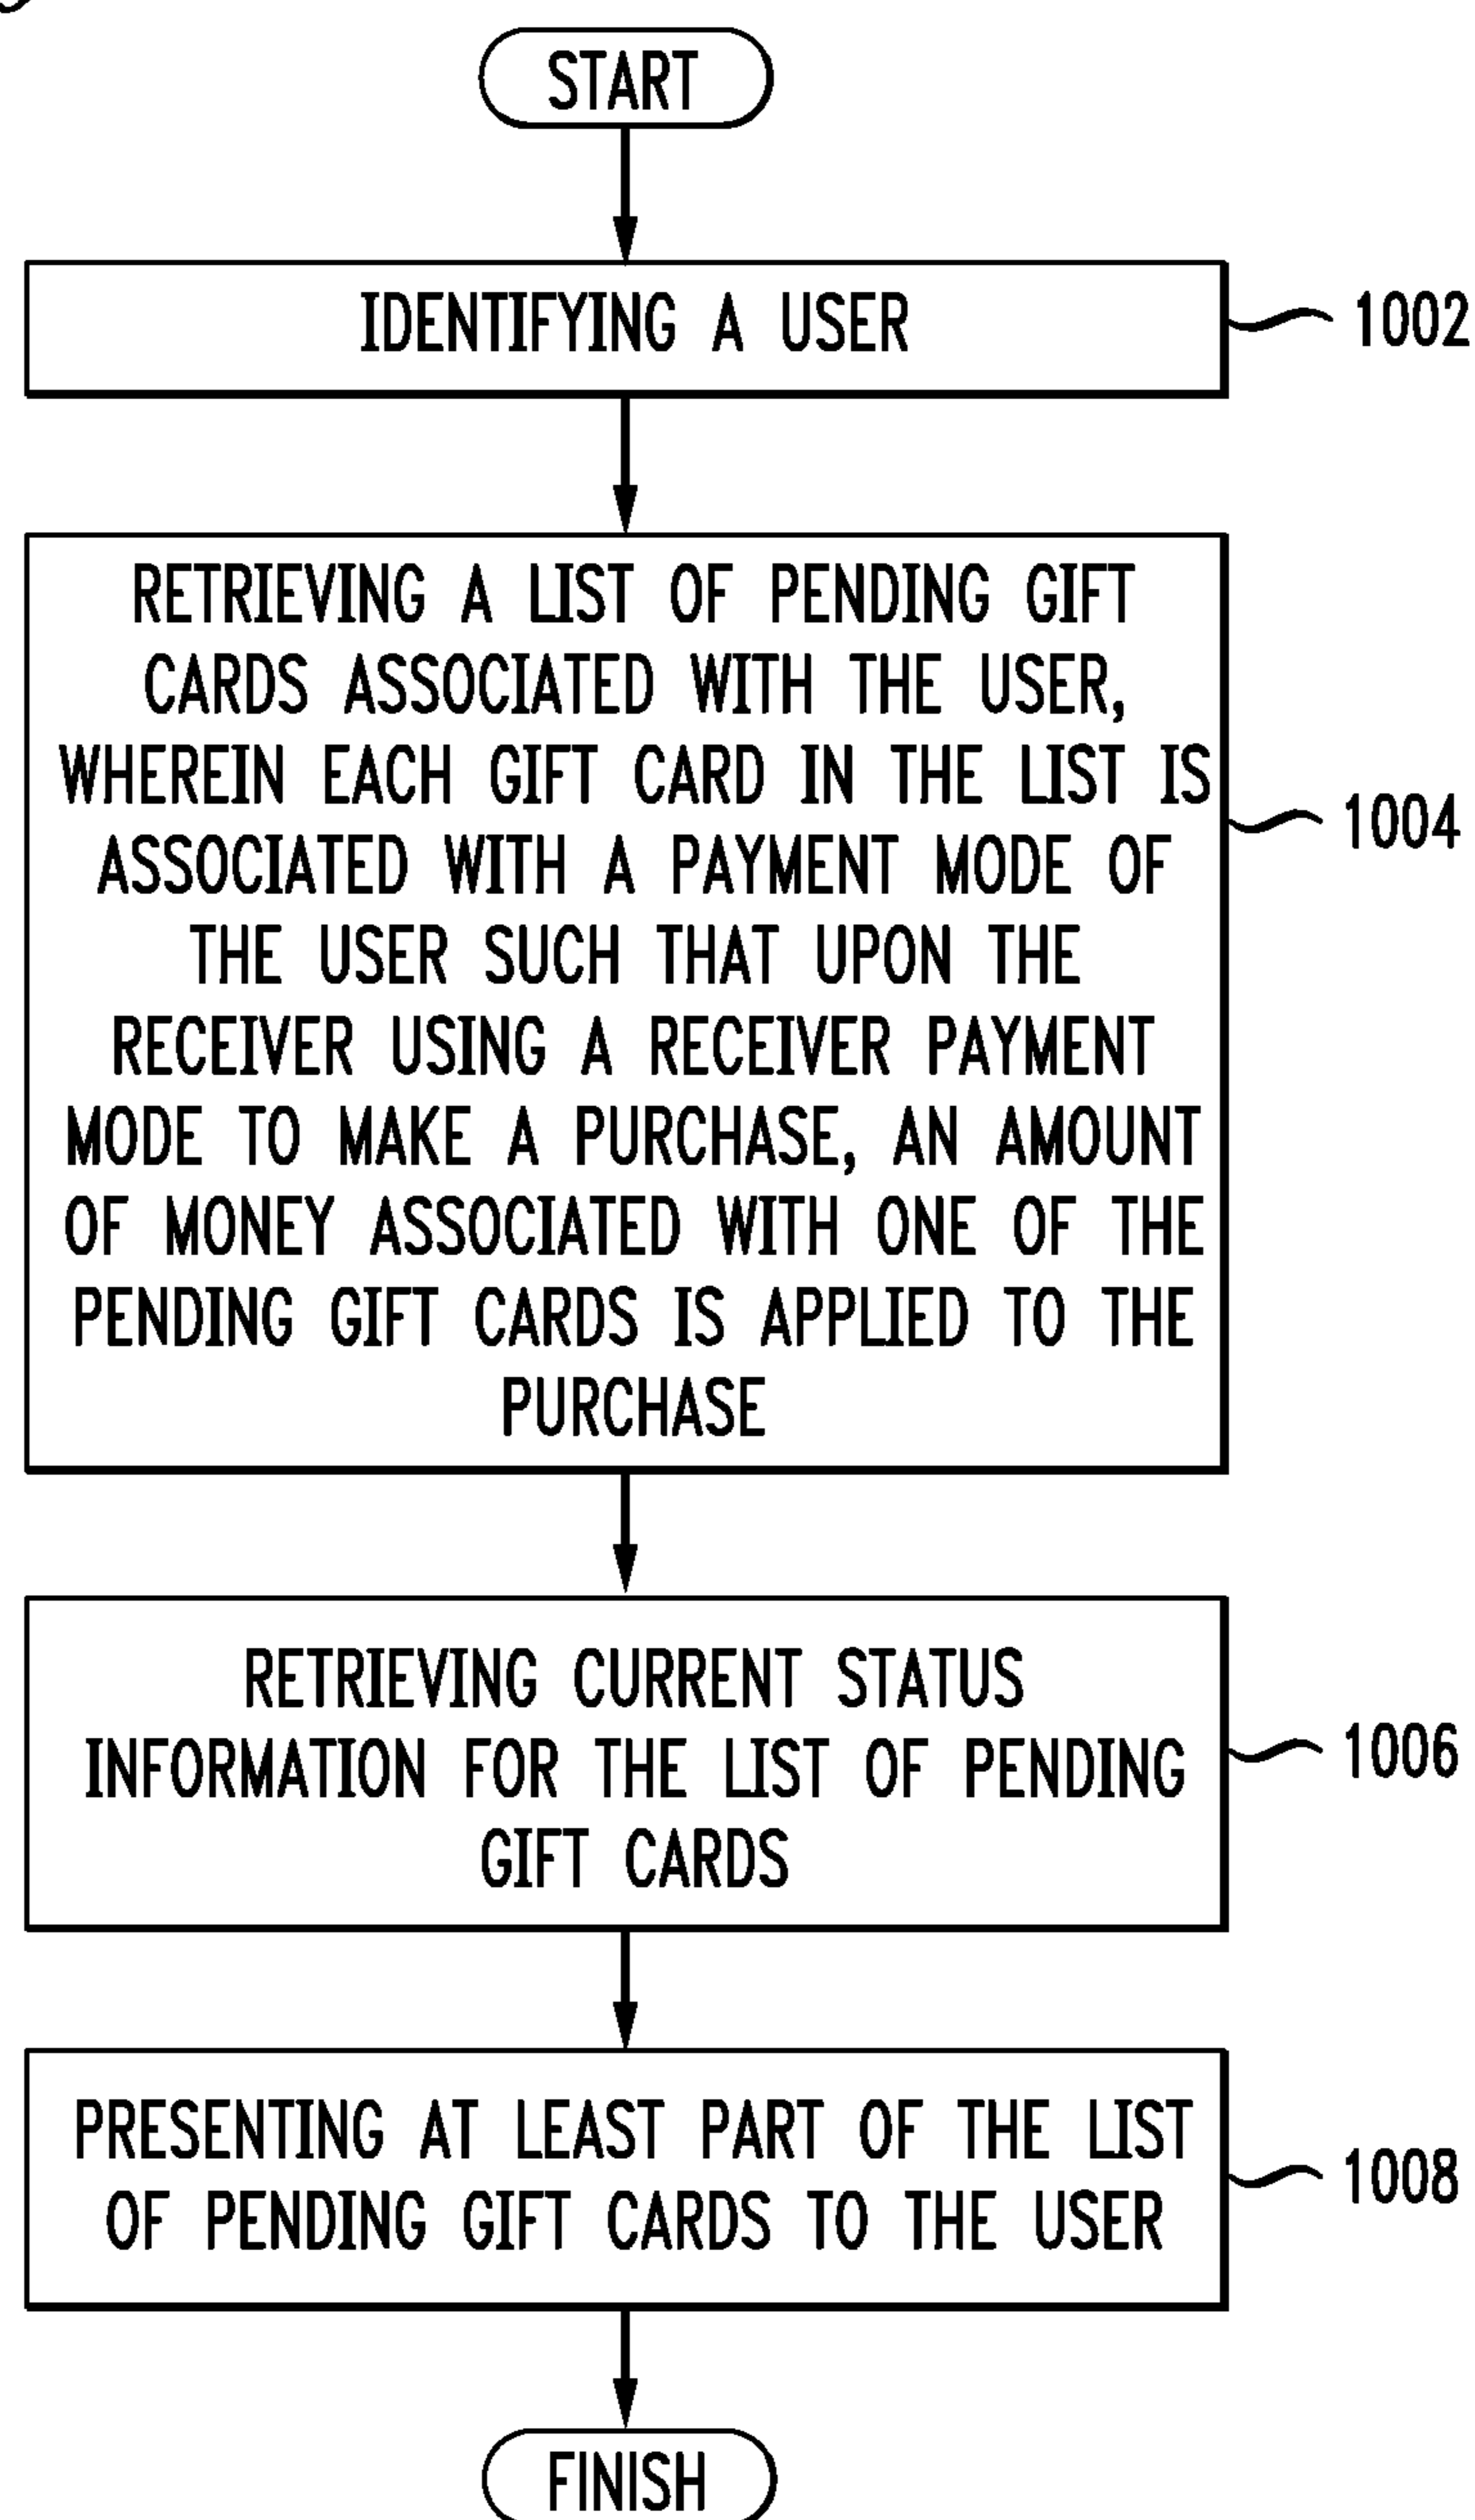 START
IDENTIFYING A USER
1002
RETRIEVING A LIST OF PENDING GIFT
CARDS ASSOCIATED WITH THE USER,
WHEREIN EACH GIFT CARD IN THE LIST IS
ASSOCIATED WITH A PAYMENT MODE OF
THE USER SUCH THAT UPON THE
RECEIVER USING A RECEIVER PAYMENT
MODE TO MAKE A PURCHASE, AN AMOUNT
OF MONEY ASSOCIATED WITH ONE OF THE
PENDING GIFT CARDS IS APPLIED TO THE
PURCHASE
1004
RETRIEVING CURRENT STATUS
INFORMATION FOR THE LIST OF PENDING
GIFT CARDS
1006
PRESENTING AT LEAST PART OF THE LIST
OF PENDING GIFT CARDS TO THE USER
1008
FINISH